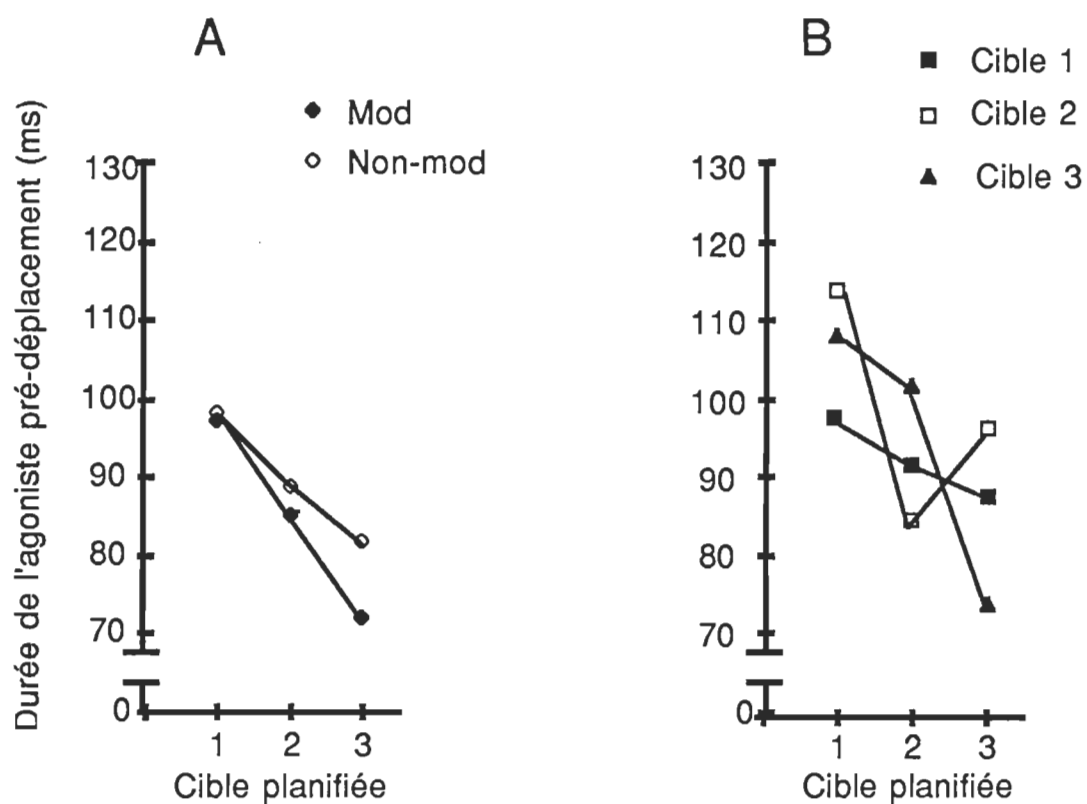 A
Mod
Non-mod
Durée de l'agoniste pré-déplacement (ms)
130
120
110
100
90
80
70
0
1 2 3
Cible planifiée
B
Cible 1
Cible 2
Cible 3
130
120
110
100
90
80
70
0
1 2 3
Cible planifiée